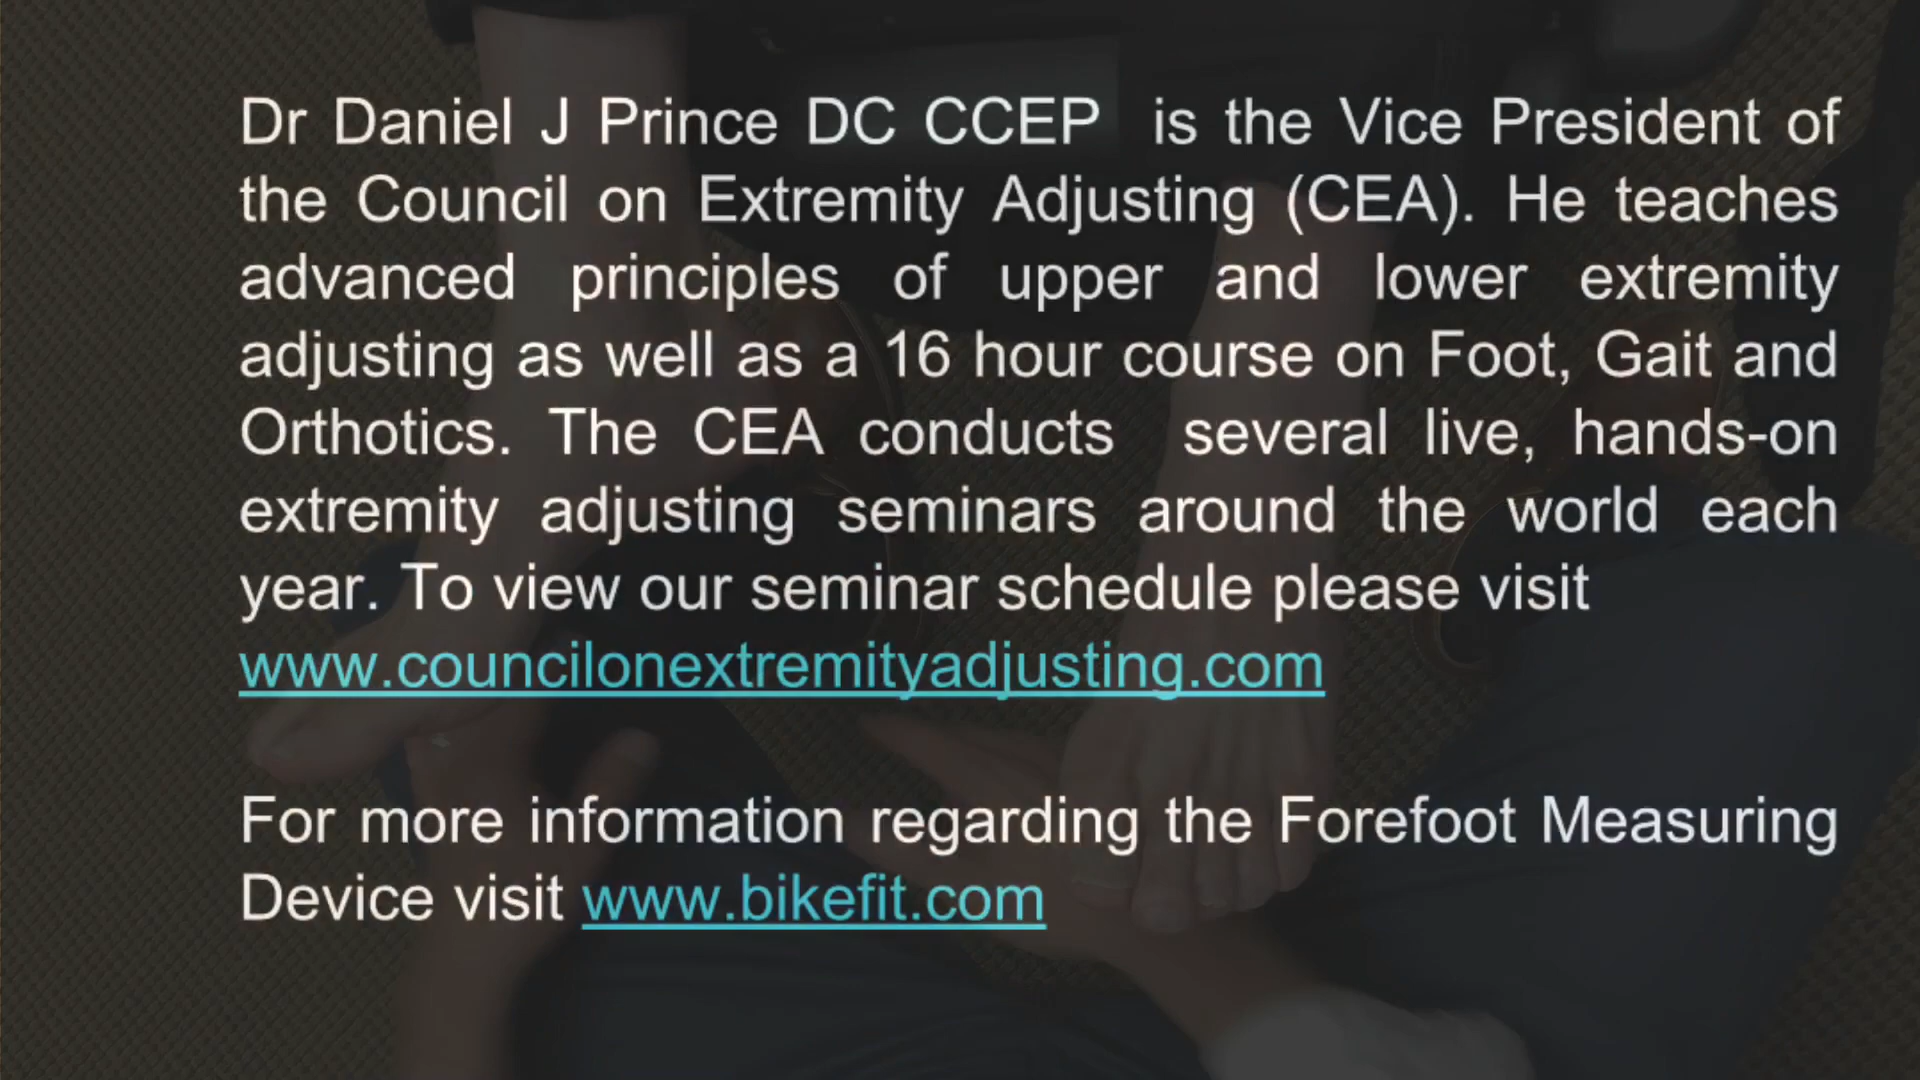 Dr Daniel J Prince DC CCEP is the Vice President of
the Council on Extremity Adjusting (CEA). He teaches
advanced principles of upper and lower extremity
adjusting as well as a 16 hour course on Foot, Gait and
Orthotics. The CEA conducts several live, hands-on
extremity adjusting seminars around the world each
year. To view our seminar schedule please visit
www.councilonextremityadjusting.com
For more information regarding the Forefoot Measuring
Device visit www.bikefit.com